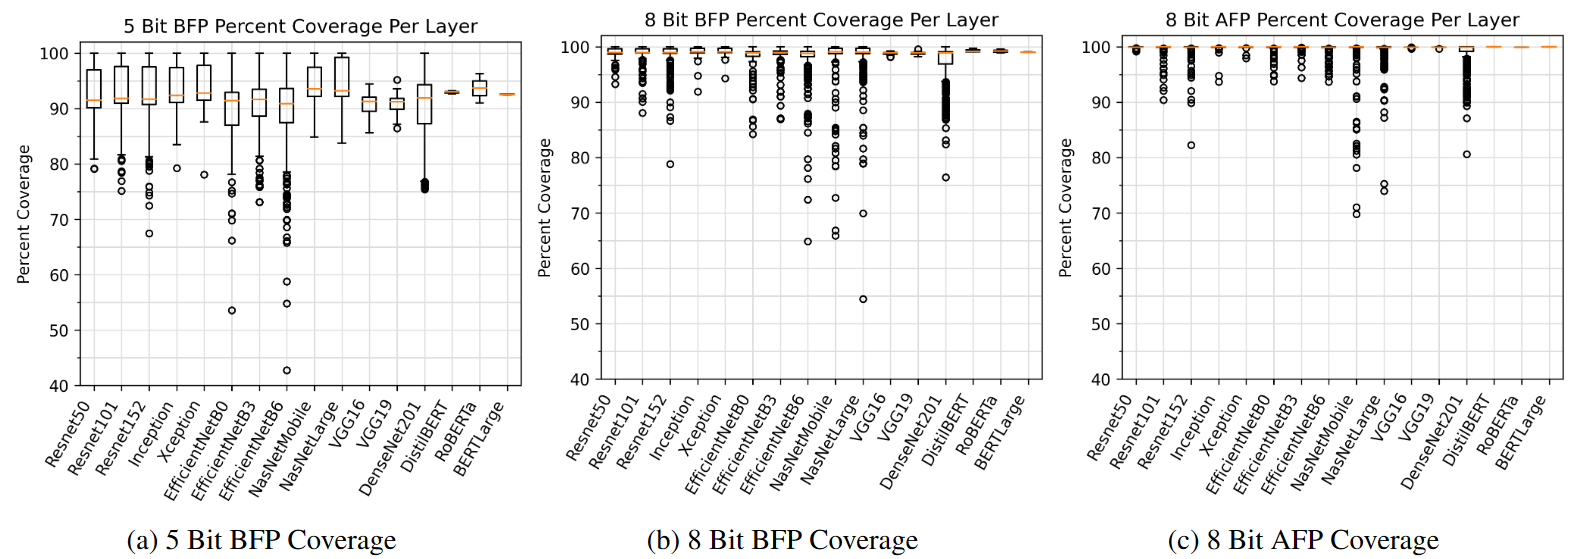 5 Bit BFP Percent Coverage Per Layer
Percent Coverage
100
90
80
70
60
50
40
Resnet50
Resnet101
Resnet152
Inception
Xception
EfficientNetB0
EfficientNetB3
EfficientNetB6
NasNetMobile
NasNetLarge
VGG16
VGG19
DenseNet201
DistilBERT
RoBERTa
BERTLarge
(a) 5 Bit BFP Coverage
8 Bit BFP Percent Coverage Per Layer
Percent Coverage
100
90
80
70
60
50
40
Resnet50
Resnet101
Resnet152
Inception
Xception
EfficientNetB0
EfficientNetB3
EfficientNetB6
NasNetMobile
NasNetLarge
VGG16
VGG19
DenseNet201
DistilBERT
RoBERTa
BERTLarge
(b) 8 Bit BFP Coverage
8 Bit AFP Percent Coverage Per Layer
Percent Coverage
100
90
80
70
60
50
40
Resnet50
Resnet101
Resnet152
Inception
Xception
EfficientNetB0
EfficientNetB3
EfficientNetB6
NasNetMobile
NasNetLarge
VGG16
VGG19
DenseNet201
DistilBERT
RoBERTa
BERTLarge
(c) 8 Bit AFP Coverage